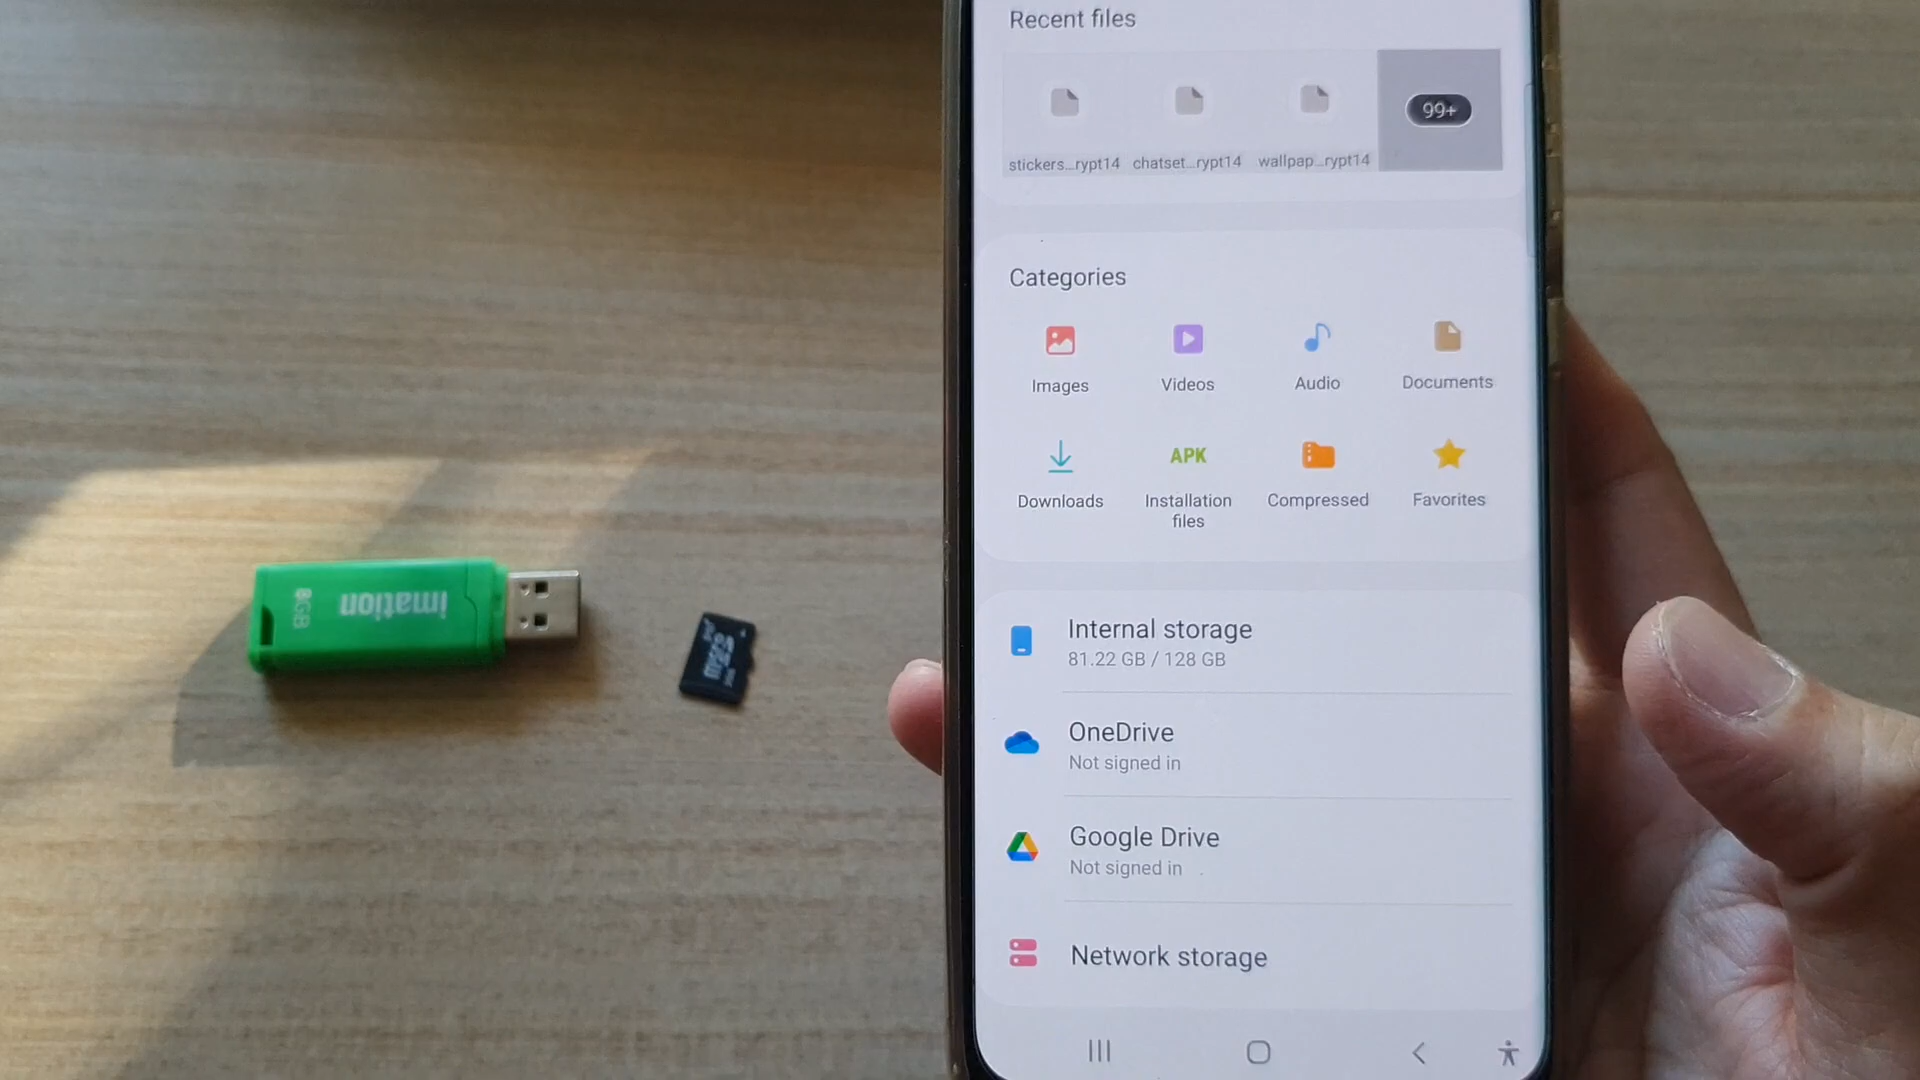 Recent files
99+
stickers...rypt14 chatset...rypt14 wallpap...rypt14
Categories
Images Videos Audio Documents
APK
Downloads Installation files Compressed Favorites
Internal storage
81.22 GB / 128 GB
OneDrive
Not signed in
Google Drive
Not signed in
Network storage
imation
8GB